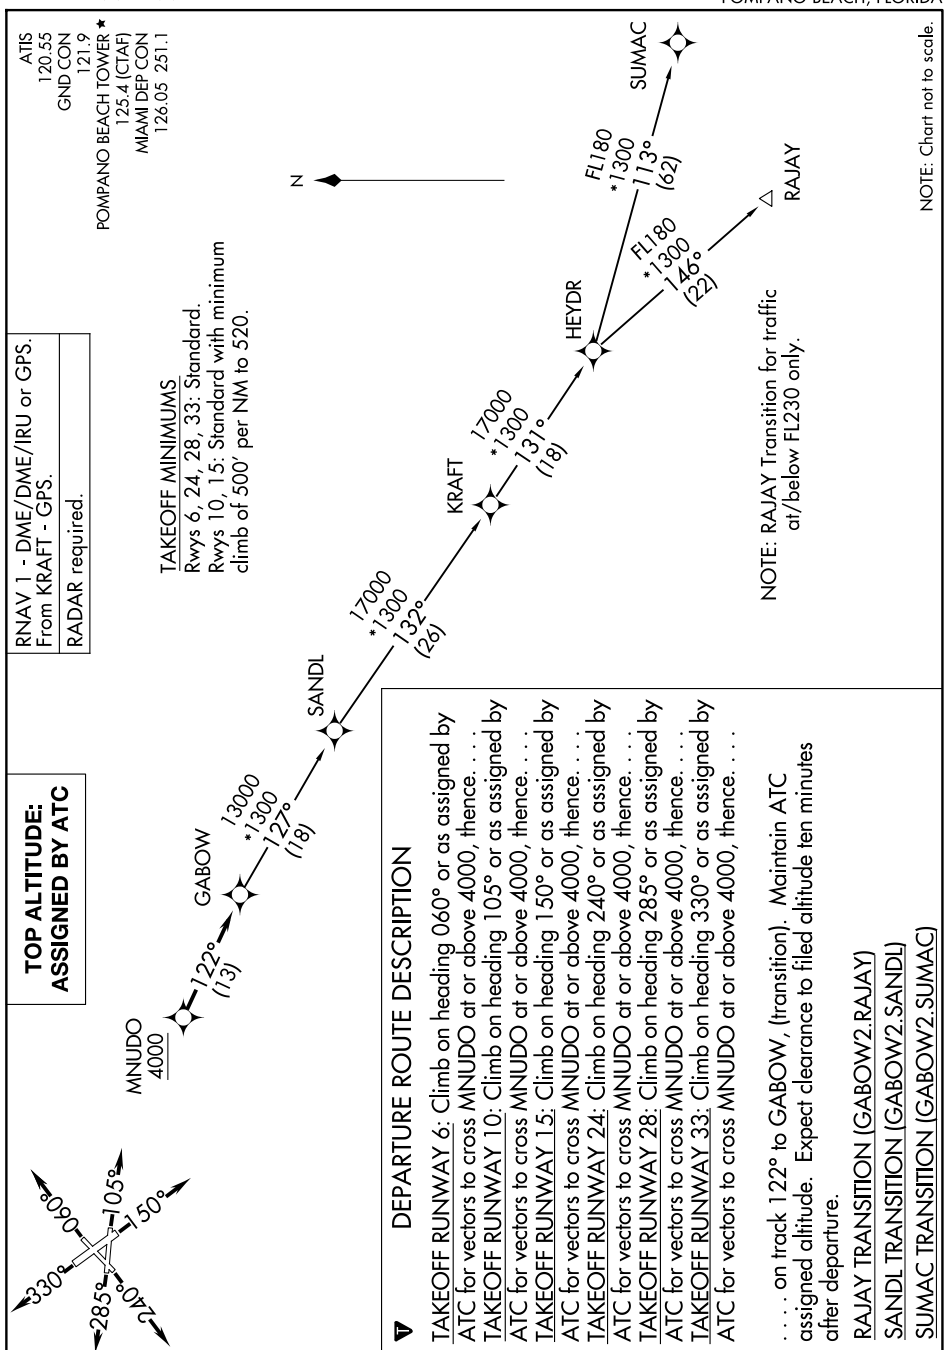 POMPANO BEACH, FLORIDA
TOP ALTITUDE:
ASSIGNED BY ATC
RNAV 1 - DME/DME/IRU or GPS.
From KRAFT - GPS.
RADAR required.
ATIS
120.55
GND CON
121.9
POMPANO BEACH TOWER ★
125.4 (CTAF)
MIAMI DEP CON
126.05 251.1
TAKEOFF MINIMUMS
Rwys 6, 24, 28, 33: Standard.
Rwys 10, 15: Standard with minimum
climb of 500' per NM to 520.
N
330°
060°
105°
150°
285°
240°
MNUDO
4000
122°
(13)
GABOW
13000
*1300
127°
(18)
SANDL
17000
*1300
132°
(26)
KRAFT
17000
*1300
131°
(18)
HEYDR
FL180
*1300
113°
(62)
SUMAC
FL180
*1300
146°
(22)
RAJAY
NOTE: RAJAY Transition for traffic
at/below FL230 only.
NOTE: Chart not to scale.
T
DEPARTURE ROUTE DESCRIPTION
TAKEOFF RUNWAY 6: Climb on heading 060° or as assigned by
ATC for vectors to cross MNUDO at or above 4000, thence. . . .
TAKEOFF RUNWAY 10: Climb on heading 105° or as assigned by
ATC for vectors to cross MNUDO at or above 4000, thence. . . .
TAKEOFF RUNWAY 15: Climb on heading 150° or as assigned by
ATC for vectors to cross MNUDO at or above 4000, thence. . . .
TAKEOFF RUNWAY 24: Climb on heading 240° or as assigned by
ATC for vectors to cross MNUDO at or above 4000, thence. . . .
TAKEOFF RUNWAY 28: Climb on heading 285° or as assigned by
ATC for vectors to cross MNUDO at or above 4000, thence. . . .
TAKEOFF RUNWAY 33: Climb on heading 330° or as assigned by
ATC for vectors to cross MNUDO at or above 4000, thence. . . .
. . . . on track 122° to GABOW, (transition). Maintain ATC
assigned altitude. Expect clearance to filed altitude ten minutes
after departure.
RAJAY TRANSITION (GABOW2.RAJAY)
SANDL TRANSITION (GABOW2.SANDL)
SUMAC TRANSITION (GABOW2.SUMAC)